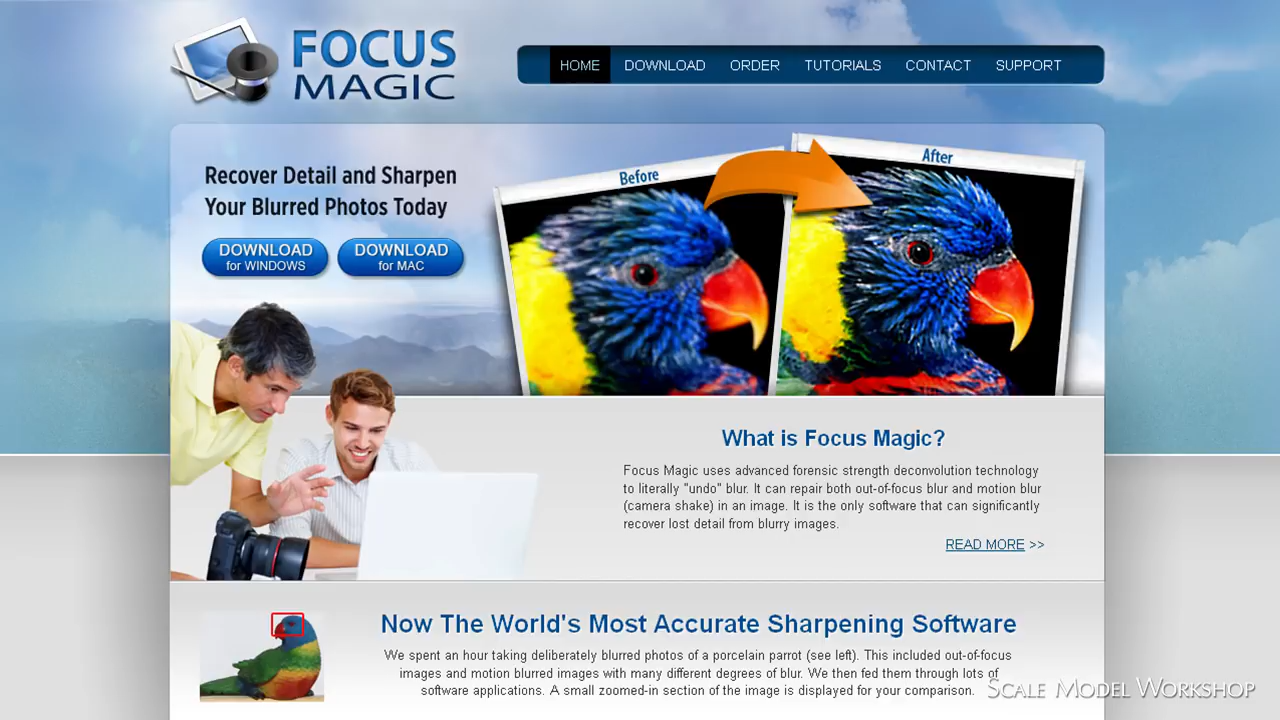 FOCUS
MAGIC
HOME DOWNLOAD ORDER TUTORIALS CONTACT SUPPORT
Recover Detail and Sharpen
Your Blurred Photos Today
DOWNLOAD
for WINDOWS
DOWNLOAD
for MAC
Before
After
What is Focus Magic?
Focus Magic uses advanced forensic strength deconvolution technology
to literally "undo" blur. It can repair both out-of-focus blur and motion blur
(camera shake) in an image. It is the only software that can significantly
recover lost detail from blurry images.
READ MORE >>
Now The World's Most Accurate Sharpening Software
We spent an hour taking deliberately blurred photos of a porcelain parrot (see left). This included out-of-focus
images and motion blurred images with many different degrees of blur. We then fed them through lots of
software applications. A small zoomed-in section of the image is displayed for your comparison.
Scale Model Workshop